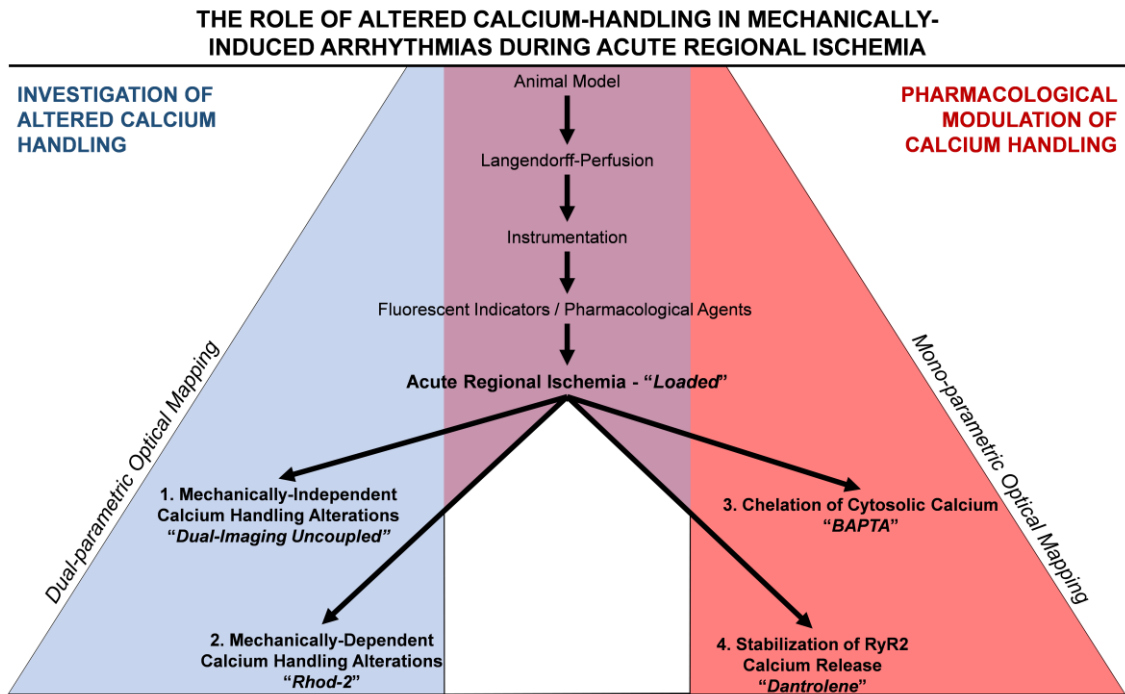 THE ROLE OF ALTERED CALCIUM-HANDLING IN MECHANICALLY-
INDUCED ARRHYTHMIAS DURING ACUTE REGIONAL ISCHEMIA
INVESTIGATION OF
ALTERED CALCIUM
HANDLING
PHARMACOLOGICAL
MODULATION OF
CALCIUM HANDLING
Animal Model
Langendorff-Perfusion
Instrumentation
Fluorescent Indicators / Pharmacological Agents
Acute Regional Ischemia - “Loaded”
Dual-parametric Optical Mapping
Mono-parametric Optical Mapping
1. Mechanically-Independent
Calcium Handling Alterations
“Dual-Imaging Uncoupled”
3. Chelation of Cytosolic Calcium
“BAPTA”
2. Mechanically-Dependent
Calcium Handling Alterations
“Rhod-2”
4. Stabilization of RyR2
Calcium Release
“Dantrolene”